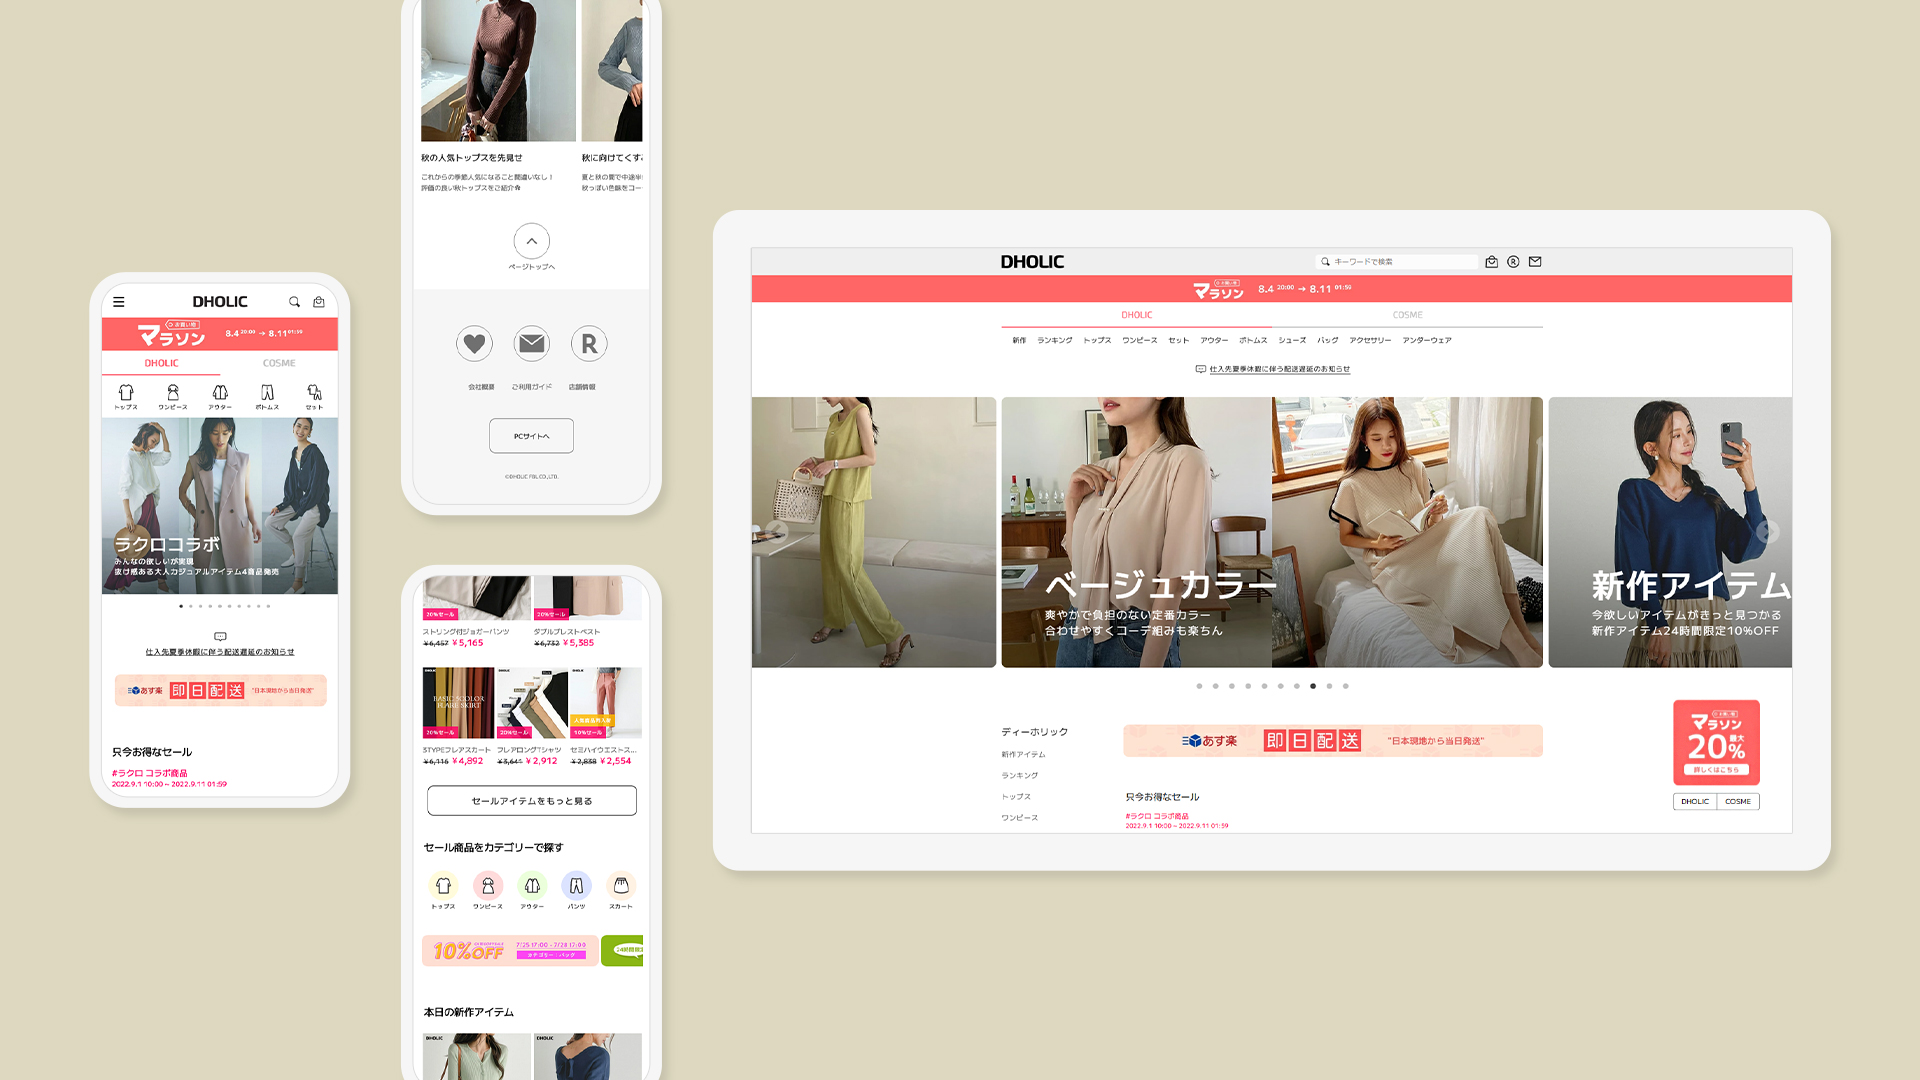 DHOLIC
お買い物
マラソン
8.4 20:00 → 8.11 01:59
DHOLIC
COSME
トップス
ワンピース
アウター
ボトムス
セット
ラクロコラボ
みんなの欲しいが実現
抜け感ある大人カジュアルアイテム4商品発売
仕入先夏季休暇に伴う配送遅延のお知らせ
あす楽
即日配送
"日本現地から当日発送"
只今お得なセール
#ラクロ コラボ商品
2022.9.1 10:00 ~ 2022.9.11 01:59
秋の人気トップスを先見せ
これからの季節人気になること間違いなし!
評価の良い秋トップスをご紹介
秋に向けてくす
夏と秋の間で中途半
秋っぽい色味をコー
ページトップへ
R
会社概要
ご利用ガイド
店舗情報
PCサイトへ
©DHOLIC FBL CO.,LTD.
20%セール
20%セール
ストリング付ジョガーパンツ
¥6,457 ¥5,165
ダブルブレストベスト
¥6,732 ¥5,385
DHOLIC
BASIC 5COLOR
FLARE SKIRT
20%セール
DHOLIC
20%セール
DHOLIC
人気商品再入荷
10%セール
3TYPEフレアスカート
¥6,116 ¥4,892
フレアロングTシャツ
¥3,641 ¥2,912
セミハイウエストス...
¥2,838 ¥2,554
セールアイテムをもっと見る
セール商品をカテゴリーで探す
トップス
ワンピース
アウター
パンツ
スカート
10%OFF
7/25 17:00 - 7/28 17:00
カテゴリー：バッグ
24時間限定
本日の新作アイテム
DHOLIC
DHOLIC
DHOLIC
キーワードで検索
R
お買い物
マラソン
8.4 20:00 → 8.11 01:59
DHOLIC
COSME
新作
ランキング
トップス
ワンピース
セット
アウター
ボトムス
シューズ
バッグ
アクセサリー
アンダーウェア
仕入先夏季休暇に伴う配送遅延のお知らせ
ベージュカラー
爽やかで負担のない定番カラー
合わせやすくコーデ組みも楽ちん
新作アイテム
今欲しいアイテムがきっと見つかる
新作アイテム24時間限定10%OFF
ディーホリック
新作アイテム
ランキング
トップス
ワンピース
あす楽
即日配送
"日本現地から当日発送"
只今お得なセール
#ラクロ コラボ商品
2022.9.1 10:00 ~ 2022.9.11 01:59
お買い物
マラソン
最大
20%
詳しくはこちら
DHOLIC
COSME